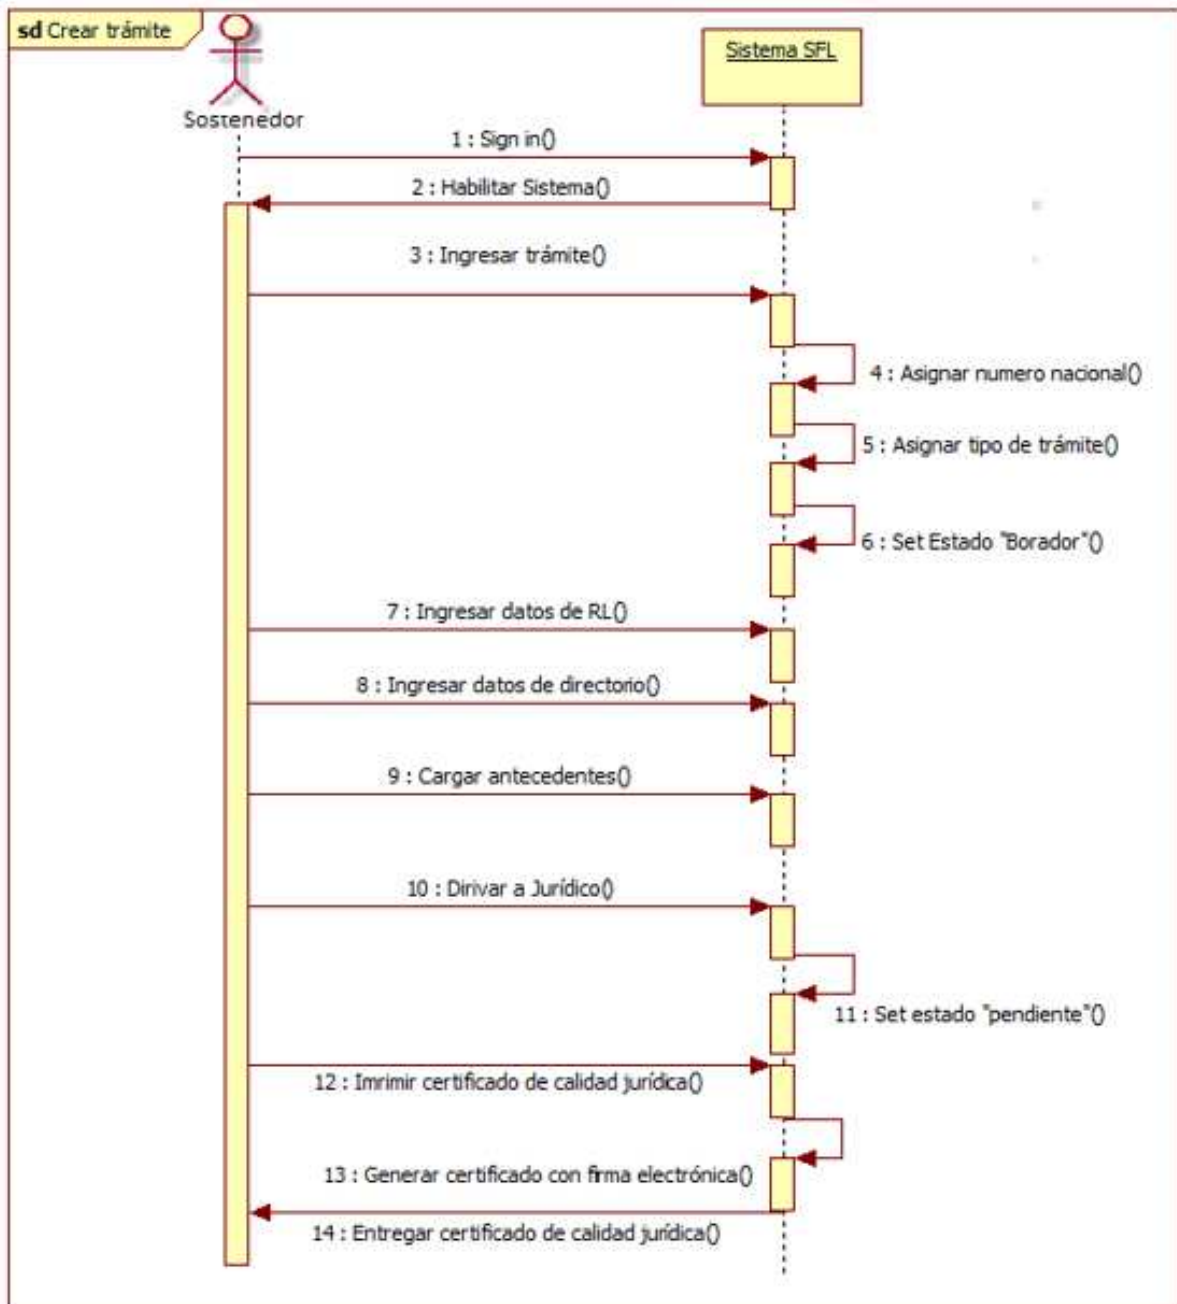 sd Crear trámite
Sostenedor
Sistema SFL
1 : Sign in()
2 : Habilitar Sistema()
3 : Ingresar trámite()
4 : Asignar numero nacional()
5 : Asignar tipo de trámite()
6 : Set Estado "Borador"()
7 : Ingresar datos de RL()
8 : Ingresar datos de directorio()
9 : Cargar antecedentes()
10 : Dirivar a Jurídico()
11 : Set estado "pendiente"()
12 : Imrimir certificado de calidad jurídica()
13 : Generar certificado con firma electrónica()
14 : Entregar certificado de calidad jurídica()